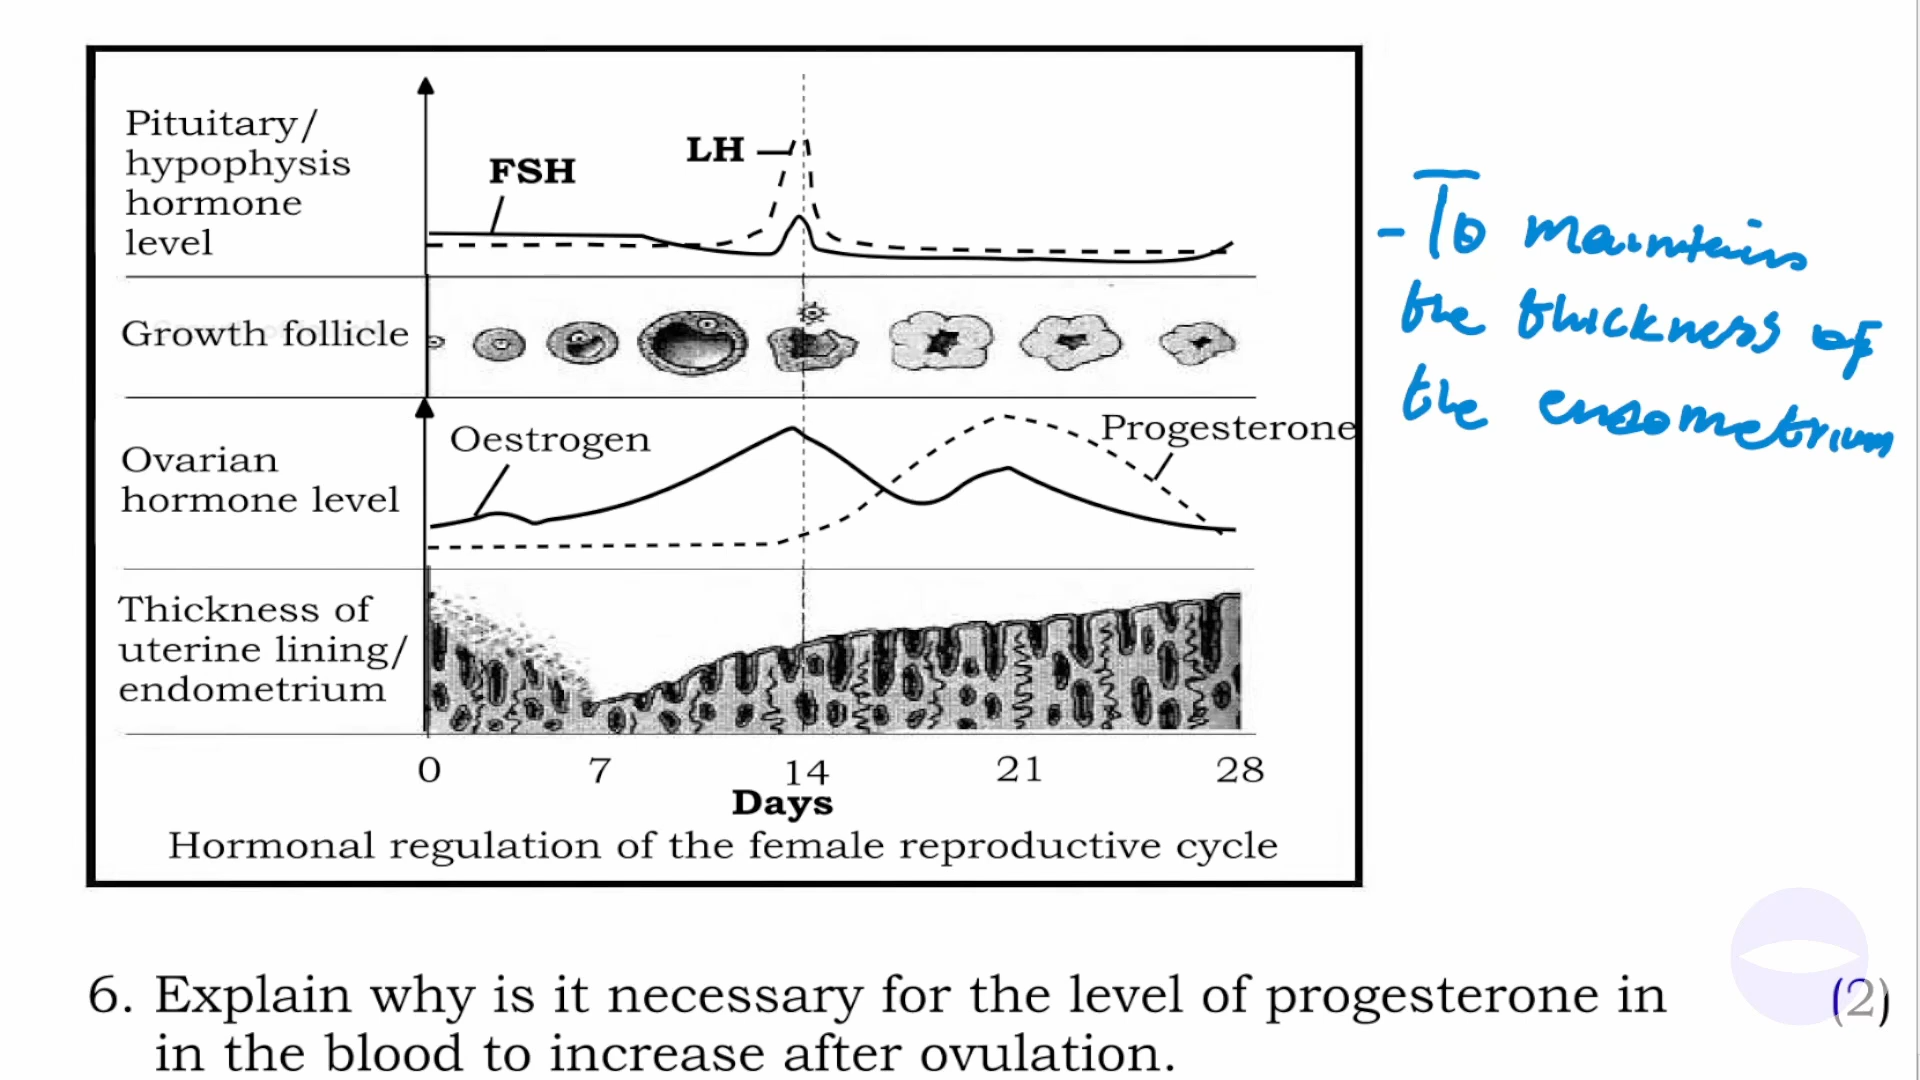 Pituitary/
hypophysis
hormone
level
FSH
LH
Growth follicle
Ovarian
hormone level
Oestrogen
Progesterone
Thickness of
uterine lining/
endometrium
0 7 14 21 28
Days
Hormonal regulation of the female reproductive cycle
- To maintain
the thickness of
the endometrium
6. Explain why is it necessary for the level of progesterone in (2)
in the blood to increase after ovulation.